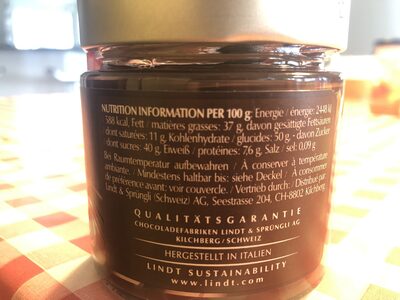 NUTRITION INFORMATION PER 100 g: Energie / énergie: 2448 kJ
588 kcal, Fett / matières grasses: 37 g, davon gesättigte Fettsäuren
dont saturées: 11 g, Kohlenhydrate / glucides: 50 g - davon Zucker
dont sucres: 40 g, Eiweiß / protéines: 7,6 g, Salz / sel: 0.09 g
Bei Raumtemperatur aufbewahren / À conserver à température
ambiante. / Mindestens haltbar bis: siehe Deckel / À consommer
de préférence avant: voir couvercle. / Vertrieb durch: / Distribué par:
Lindt & Sprüngli (Schweiz) AG, Seestrasse 204, CH-8802 Kilchberg
QUALITÄTSGARANTIE
CHOCOLADEFABRIKEN LINDT & SPRÜNGLI AG
KILCHBERG / SCHWEIZ
HERGESTELLT IN ITALIEN
LINDT SUSTAINABILITY
www.lindt.com